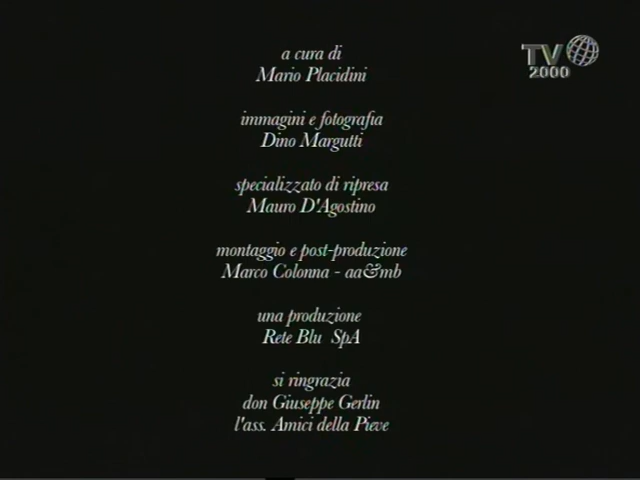 a cura di
Mario Placidini
TV
2000
immagini e fotografia
Dino Margutti
specializzato di ripresa
Mauro D'Agostino
montaggio e post-produzione
Marco Colonna - aa&mb
una produzione
Rete Blu SpA
si ringrazia
don Giuseppe Gerlin
l'ass. Amici della Pieve